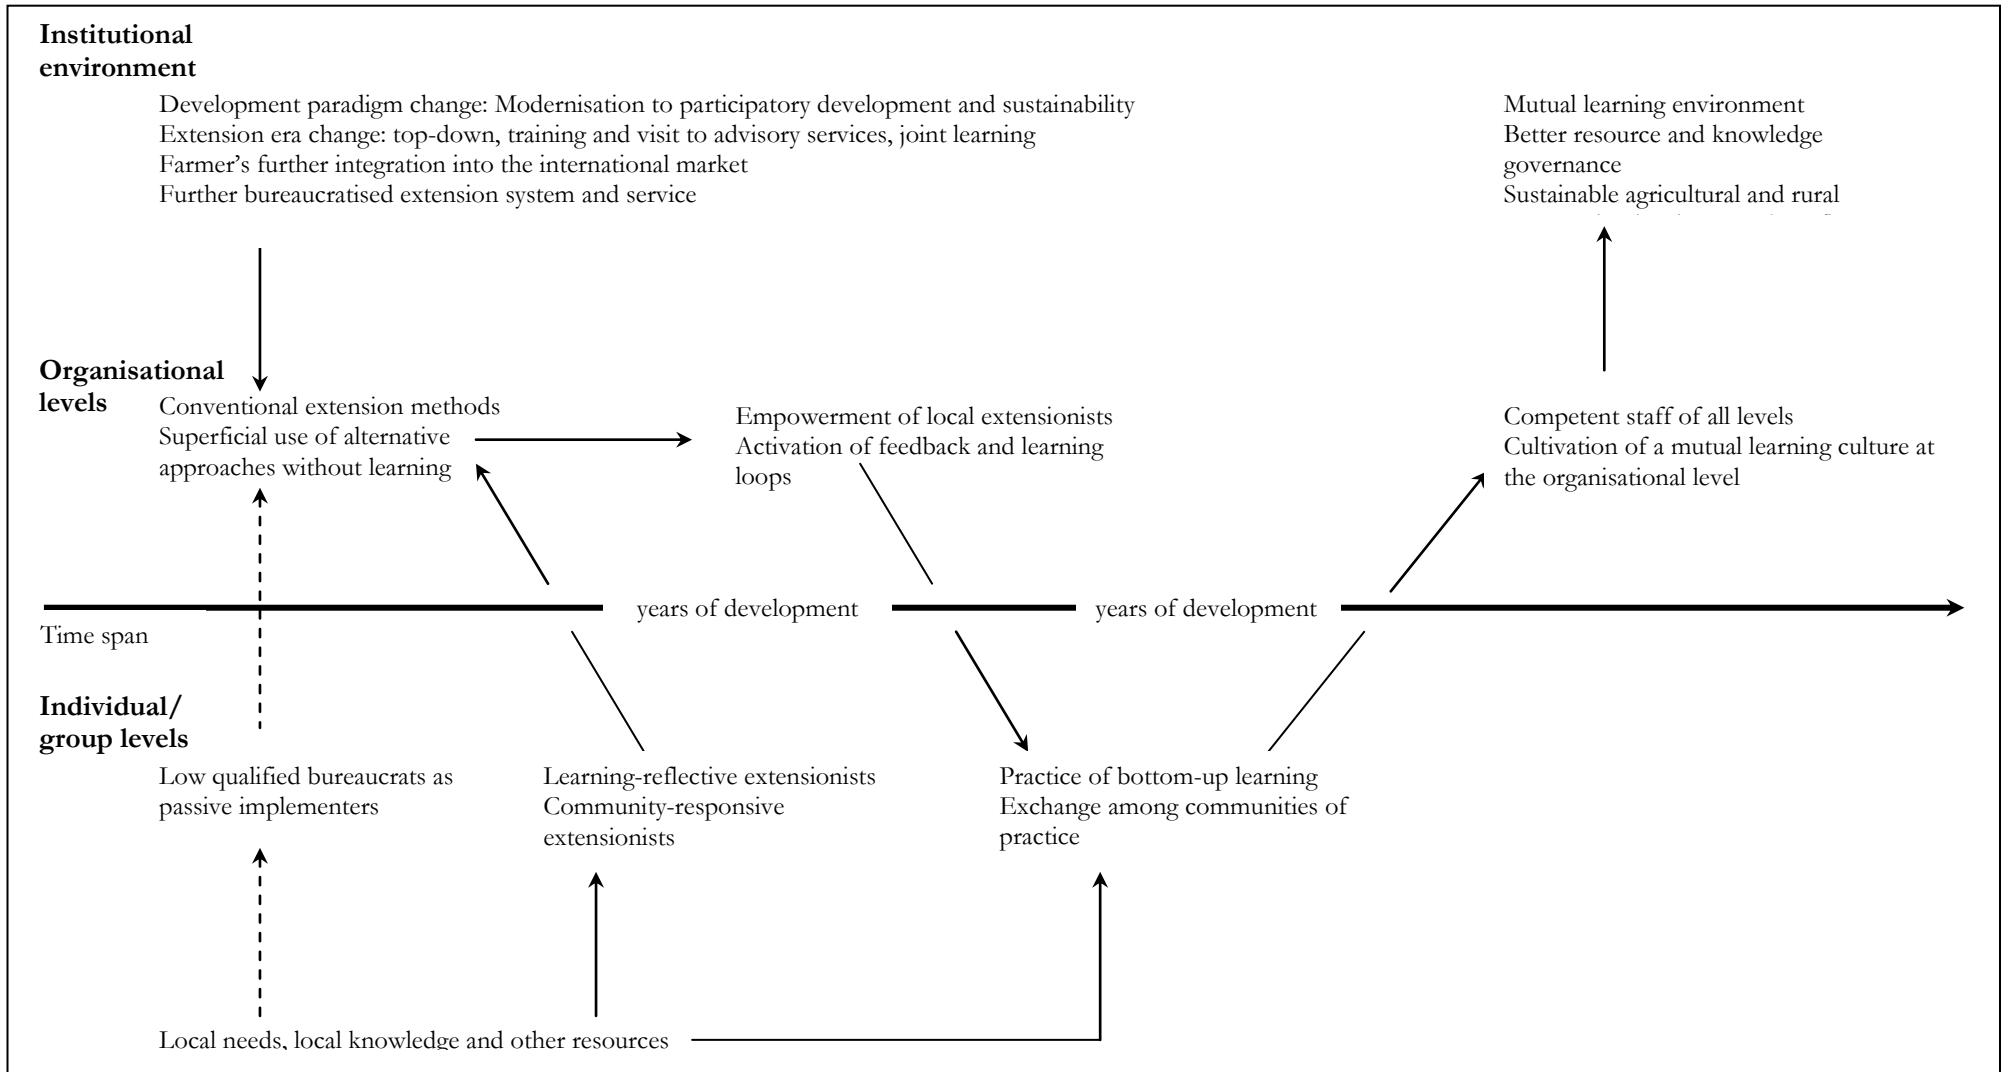 Institutional
environment
Development paradigm change: Modernisation to participatory development and sustainability
Extension era change: top-down, training and visit to advisory services, joint learning
Farmer’s further integration into the international market
Further bureaucratised extension system and service
Mutual learning environment
Better resource and knowledge
governance
Sustainable agricultural and rural
Organisational
levels
Conventional extension methods
Superficial use of alternative
approaches without learning
Empowerment of local extensionists
Activation of feedback and learning
loops
Competent staff of all levels
Cultivation of a mutual learning culture at
the organisational level
years of development
years of development
Time span
Individual/
group levels
Low qualified bureaucrats as
passive implementers
Learning-reflective extensionists
Community-responsive
extensionists
Practice of bottom-up learning
Exchange among communities of
practice
Local needs, local knowledge and other resources